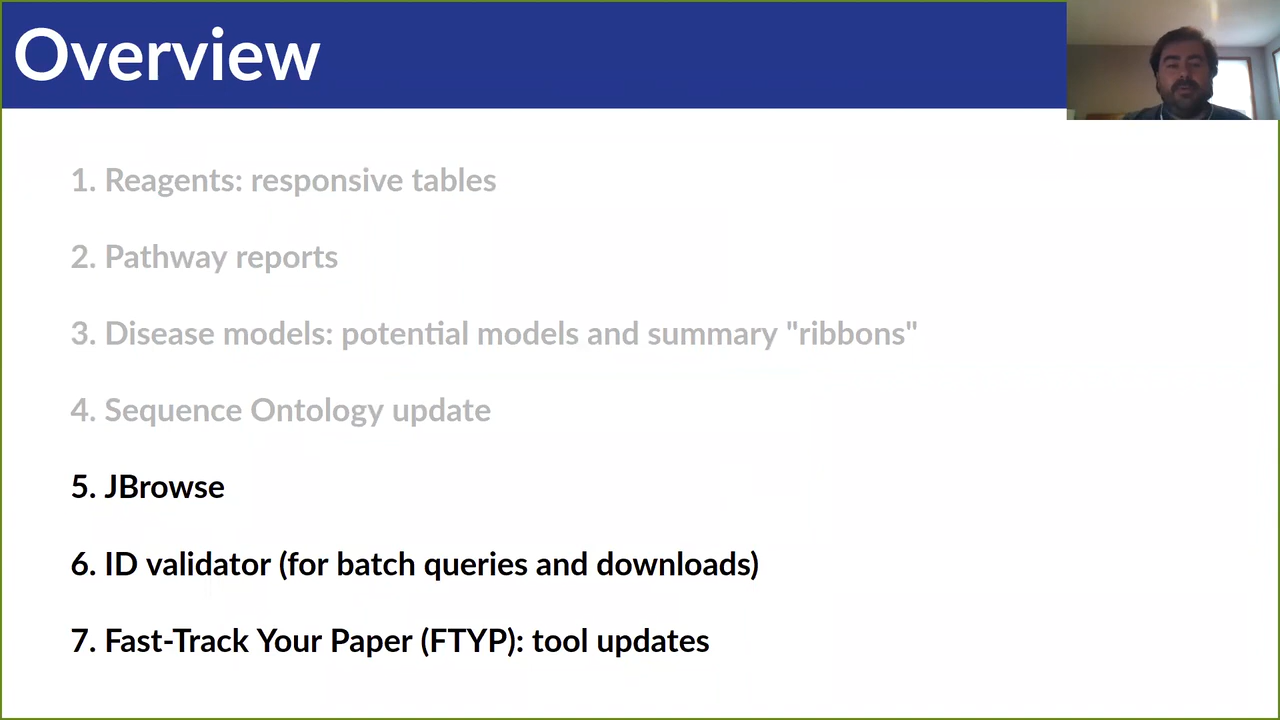 Overview
1. Reagents: responsive tables
2. Pathway reports
3. Disease models: potential models and summary "ribbons"
4. Sequence Ontology update
5. JBrowse
6. ID validator (for batch queries and downloads)
7. Fast-Track Your Paper (FTYP): tool updates